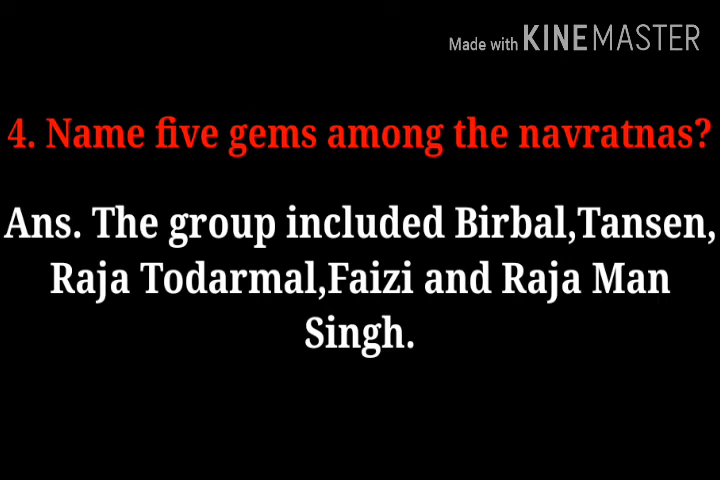 Made with KINEMASTER
4. Name five gems among the navratnas?
Ans. The group included Birbal,Tansen,
Raja Todarmal,Faizi and Raja Man
Singh.